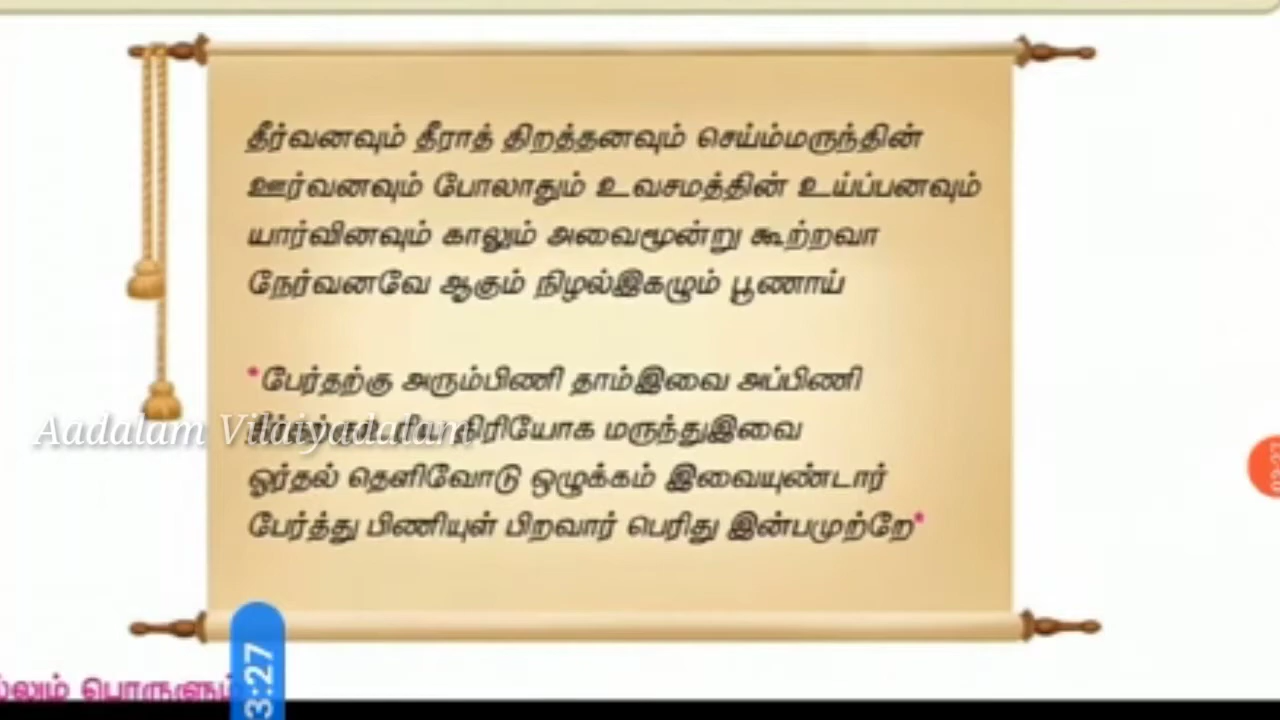 தீர்வனவும் தீராத் திறத்தனவும் செய்ம்மருந்தின்
ஊர்வனவும் போலாதும் உவசமத்தின் உய்ப்பனவும்
யார்வினவும் காலும் அவைமூன்று கூற்றவா
நேர்வனவே ஆகும் நிழல்இகழும் பூணாய்
*பேர்தற்கு அரும்பிணி தாம்இவை அப்பிணி
Aadalam Vilaiyadalam
மருந்துஇவை
ஓர்தல் தெளிவோடு ஒழுக்கம் இவையுண்டார்
பேர்த்து பிணியுள் பிறவார் பெரிது இன்பமுற்றே*
பொருளும்
3:27